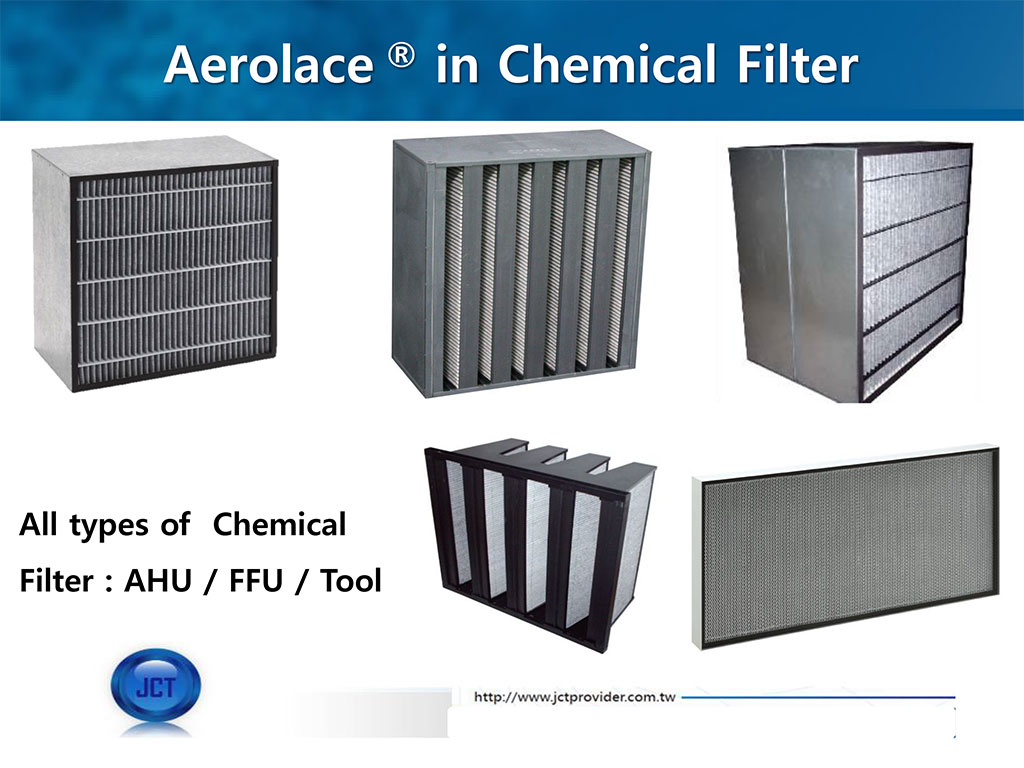 Aerolace ® in Chemical Filter
All types of Chemical
Filter : AHU / FFU / Tool
JCT
http://www.jctprovider.com.tw